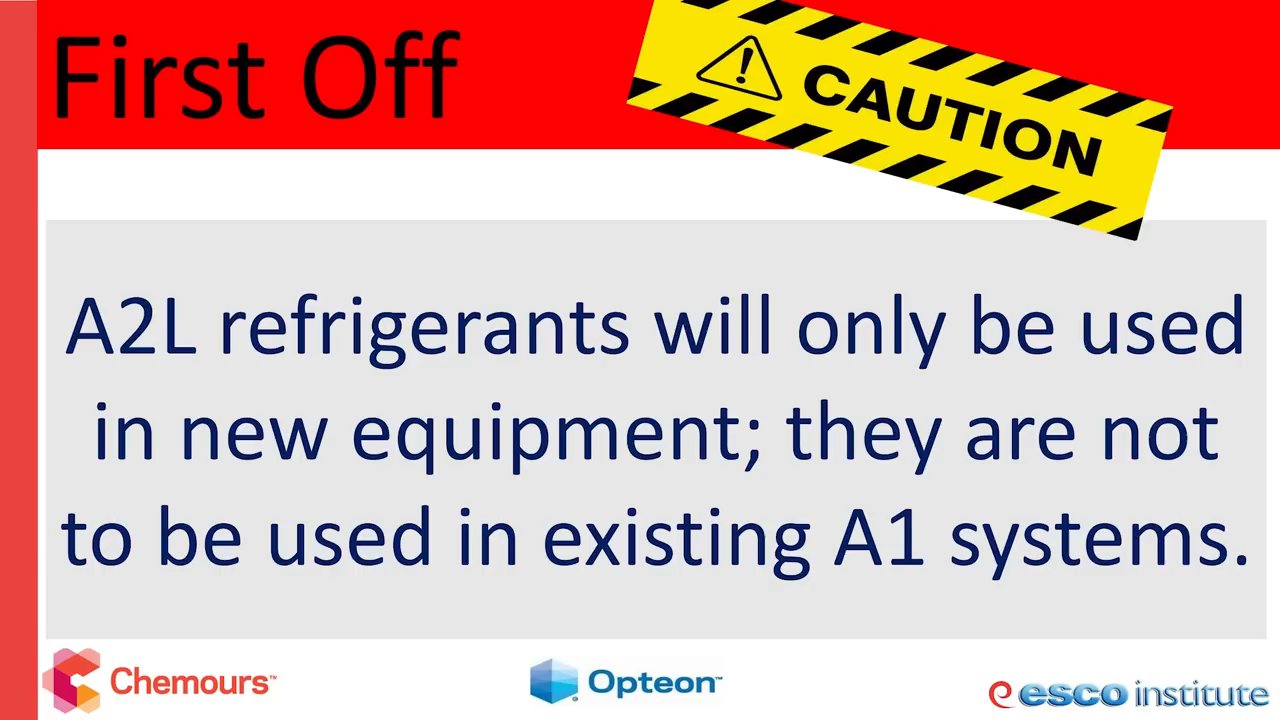 First Off
CAUTION
A2L refrigerants will only be used
in new equipment; they are not
to be used in existing A1 systems.
Chemours™
Opteon™
esco institute